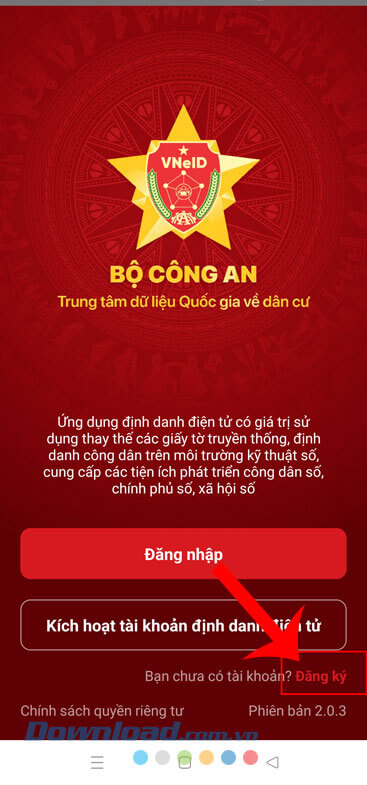 VNeID
BỘ CÔNG AN
Trung tâm dữ liệu Quốc gia về dân cư
Ứng dụng định danh điện tử có giá trị sử
dụng thay thế các giấy tờ truyền thống, định
danh công dân trên môi trường kỹ thuật số,
cung cấp các tiện ích phát triển công dân số,
chính phủ số, xã hội số
Đăng nhập
Kích hoạt tài khoản định danh điện tử
Bạn chưa có tài khoản? Đăng ký
Chính sách quyền riêng tư Phiên bản 2.0.3
Download.com.vn